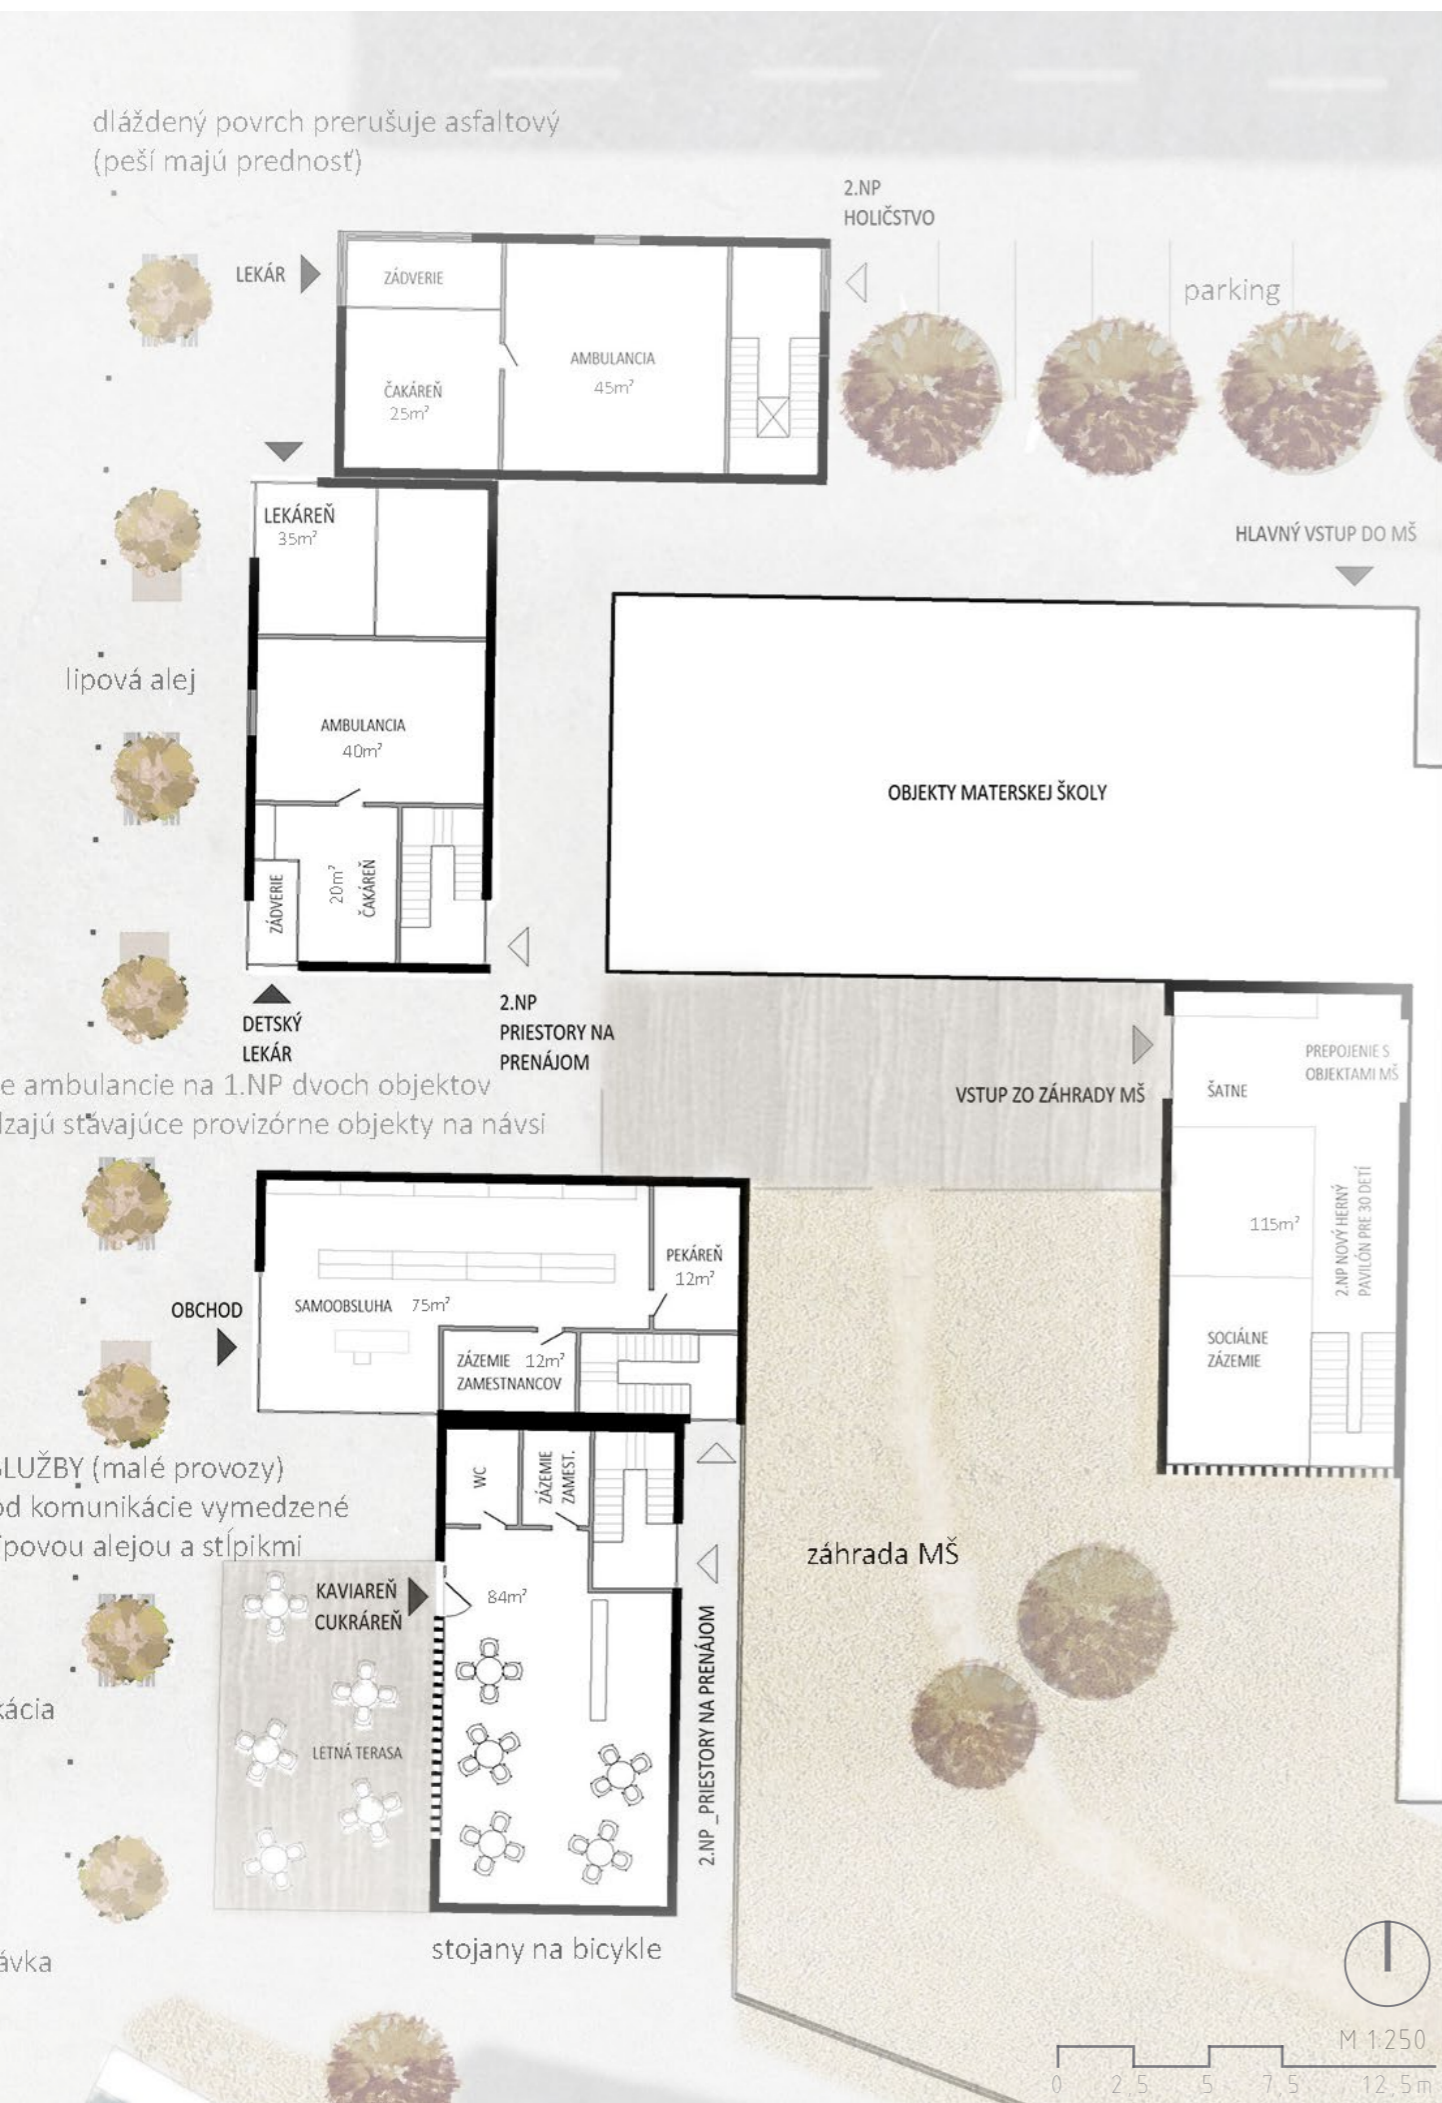 dláždený povrch prerušuje asfaltový
(peší majú prednosť)
2.NP
HOLIČSTVO
LEKÁR
ZÁDVERIE
parking
AMBULANCIA
45m²
ČAKÁREŇ
25m²
LEKÁREŇ
35m²
HLAVNÝ VSTUP DO MŠ
lipová alej
AMBULANCIA
40m²
OBJEKTY MATERSKEJ ŠKOLY
ZÁDVERIE
20m²
ČAKÁREŇ
DETSKÝ
LEKÁR
2.NP
PRIESTORY NA
PRENÁJOM
e ambulancie na 1.NP dvoch objektov
dzajú stávajúce provizórne objekty na návsi
VSTUP ZO ZÁHRADY MŠ
ŠATNE
PREPOJENIE S
OBJEKTAMI MŠ
115m²
2.NP NOVÝ HERNÝ
PAVILÓN PRE 30 DETÍ
SOCIÁLNE
ZÁZEMIE
PEKÁREŇ
12m²
OBCHOD
SAMOOBSLUHA 75m²
ZÁZEMIE 12m²
ZAMESTNANCOV
WC
ZÁZEMIE
ZAMEST.
SLUŽBY (malé provozy)
od komunikácie vymedzené
ipovou alejou a stĺpikmi
záhrada MŠ
KAVIAREŇ
CUKRÁREŇ
84m²
2.NP _PRIESTORY NA PRENÁJOM
kácia
LETNÁ TERASA
stojany na bicykle
ávka
M 1:250
0 2,5 5 7,5 12,5m